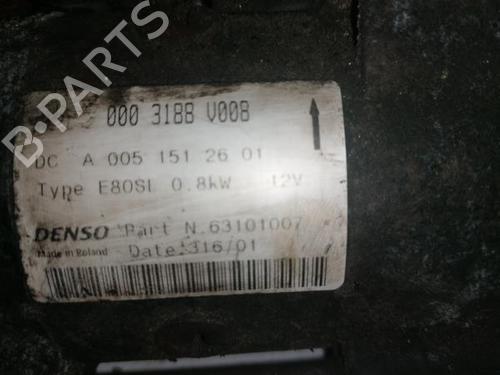 B-PARTS
000 3188 V008
DC A 005 151 26 01
Type E80SL 0.8kW 12V
DENSO Part N.63101007
Made in Poland Date:316/01